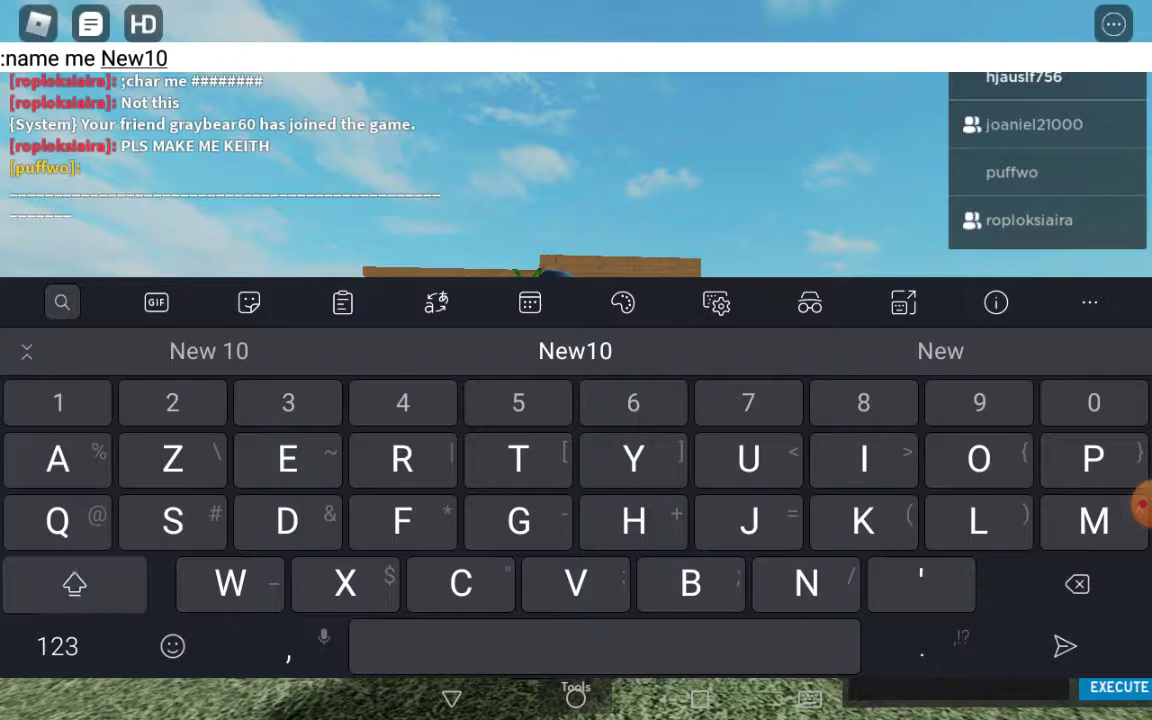 HD
:name me New10
[roploksiaira]: ;char me ########
[roploksiaira]: Not this
{System} Your friend graybear60 has joined the game.
[roploksiaira]: PLS MAKE ME KEITH
[puffwo]:
hjauslf756
joaniel21000
puffwo
roploksiaira
GIF
New 10 New10 New
1 2 3 4 5 6 7 8 9 0
A % Z \ E ~ R | T [ Y ] U < I > O { P }
Q @ S # D & F * G - H + J = K ( L ) M
W _ X $ C " V : B ; N / '
123 , . ,!?
Tools
EXECUTE